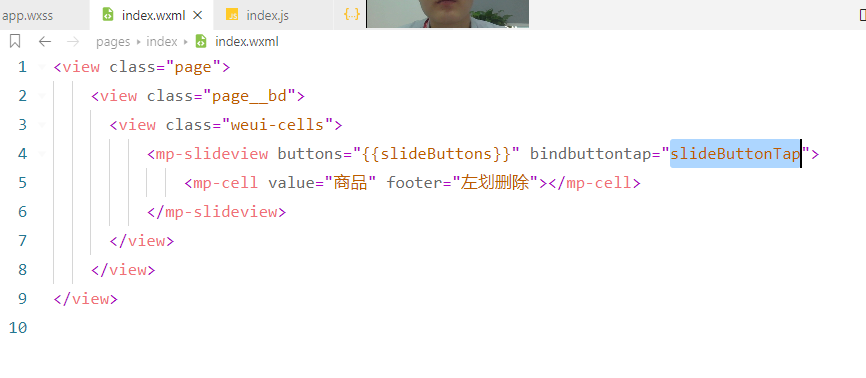 app.wxss index.wxml index.js {..}
pages index index.wxml
1 <view class="page">
2 <view class="page__bd">
3 <view class="weui-cells">
4 <mp-slideview buttons="{{slideButtons}}" bindbuttontap="slideButtonTap">
5 <mp-cell value="商品" footer="左划删除"></mp-cell>
6 </mp-slideview>
7 </view>
8 </view>
9 </view>
10